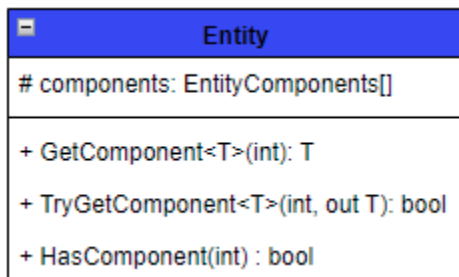 Entity
# components: EntityComponents[]
+ GetComponent<T>(int): T
+ TryGetComponent<T>(int, out T): bool
+ HasComponent(int) : bool